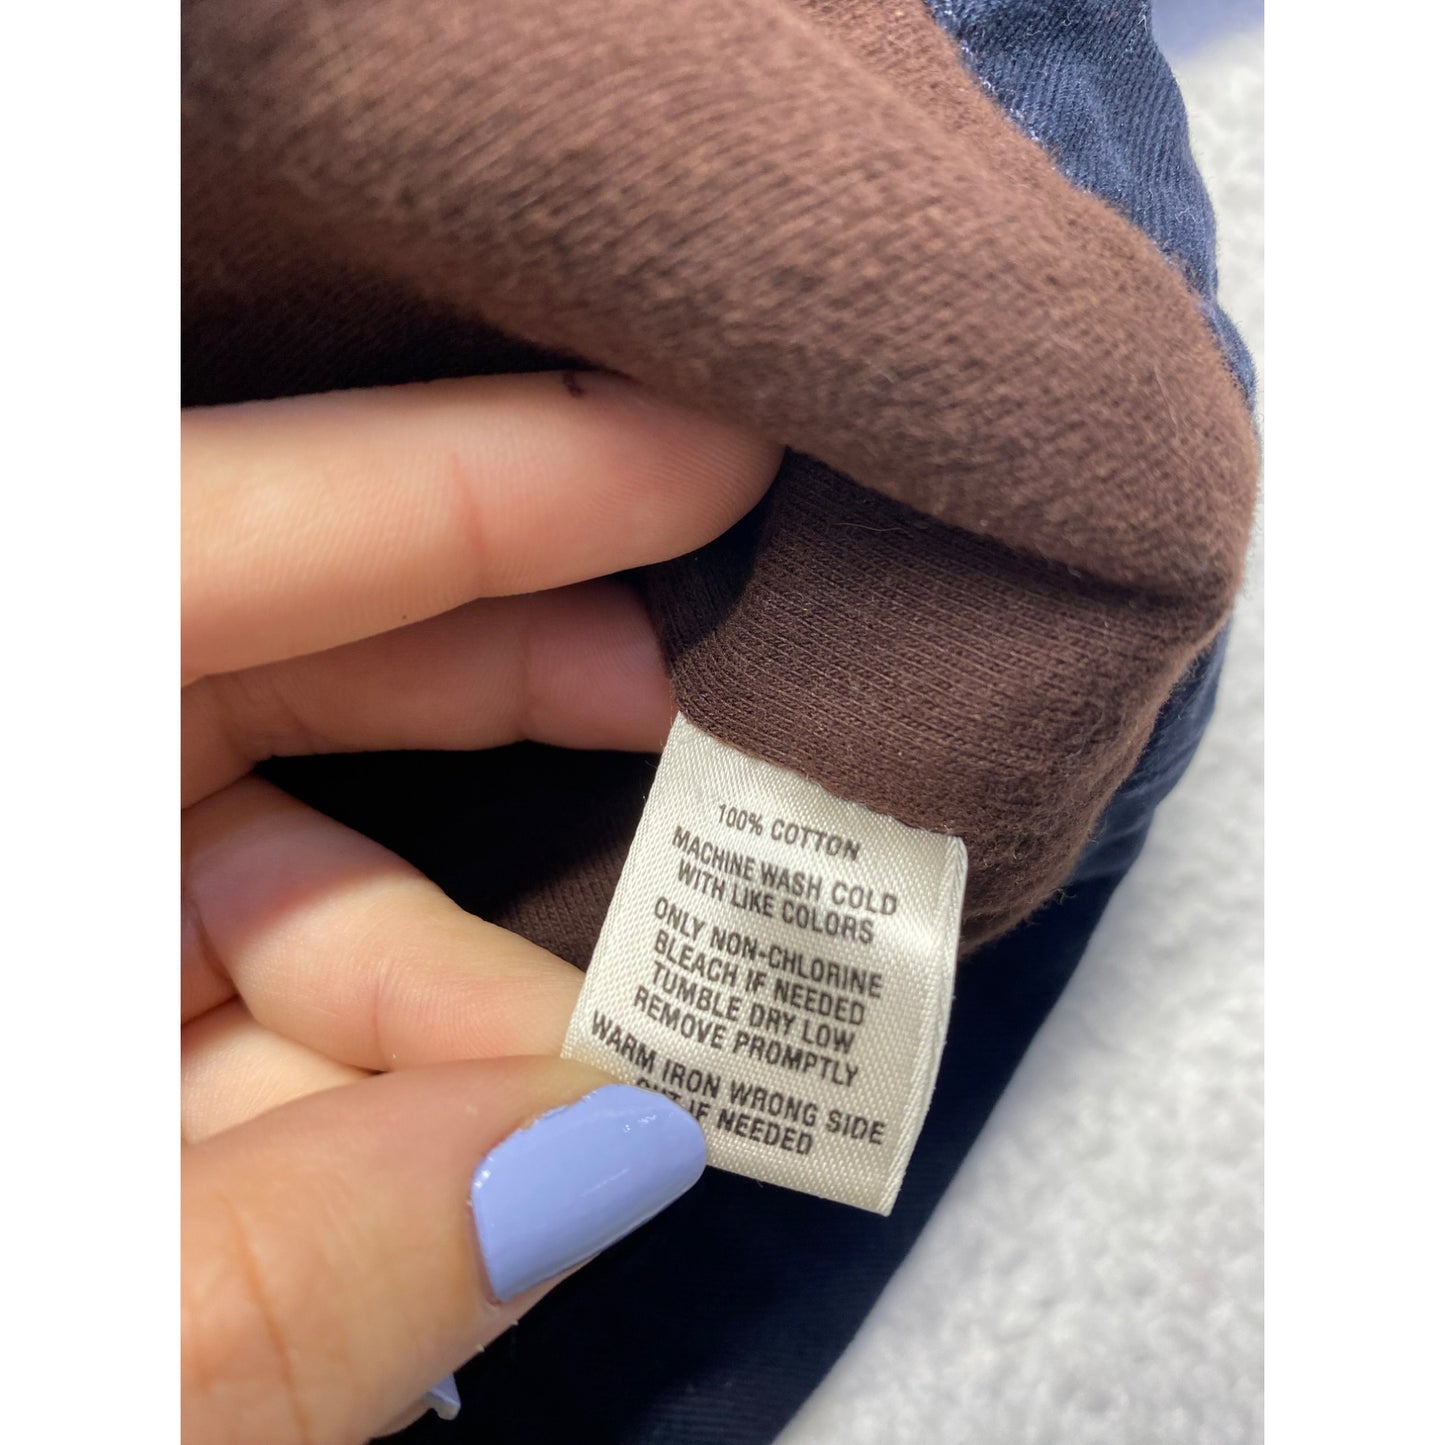 100% COTTON
MACHINE WASH COLD
WITH LIKE COLORS
ONLY NON-CHLORINE
BLEACH IF NEEDED
TUMBLE DRY LOW
REMOVE PROMPTLY
WARM IRON WRONG SIDE
OUT IF NEEDED